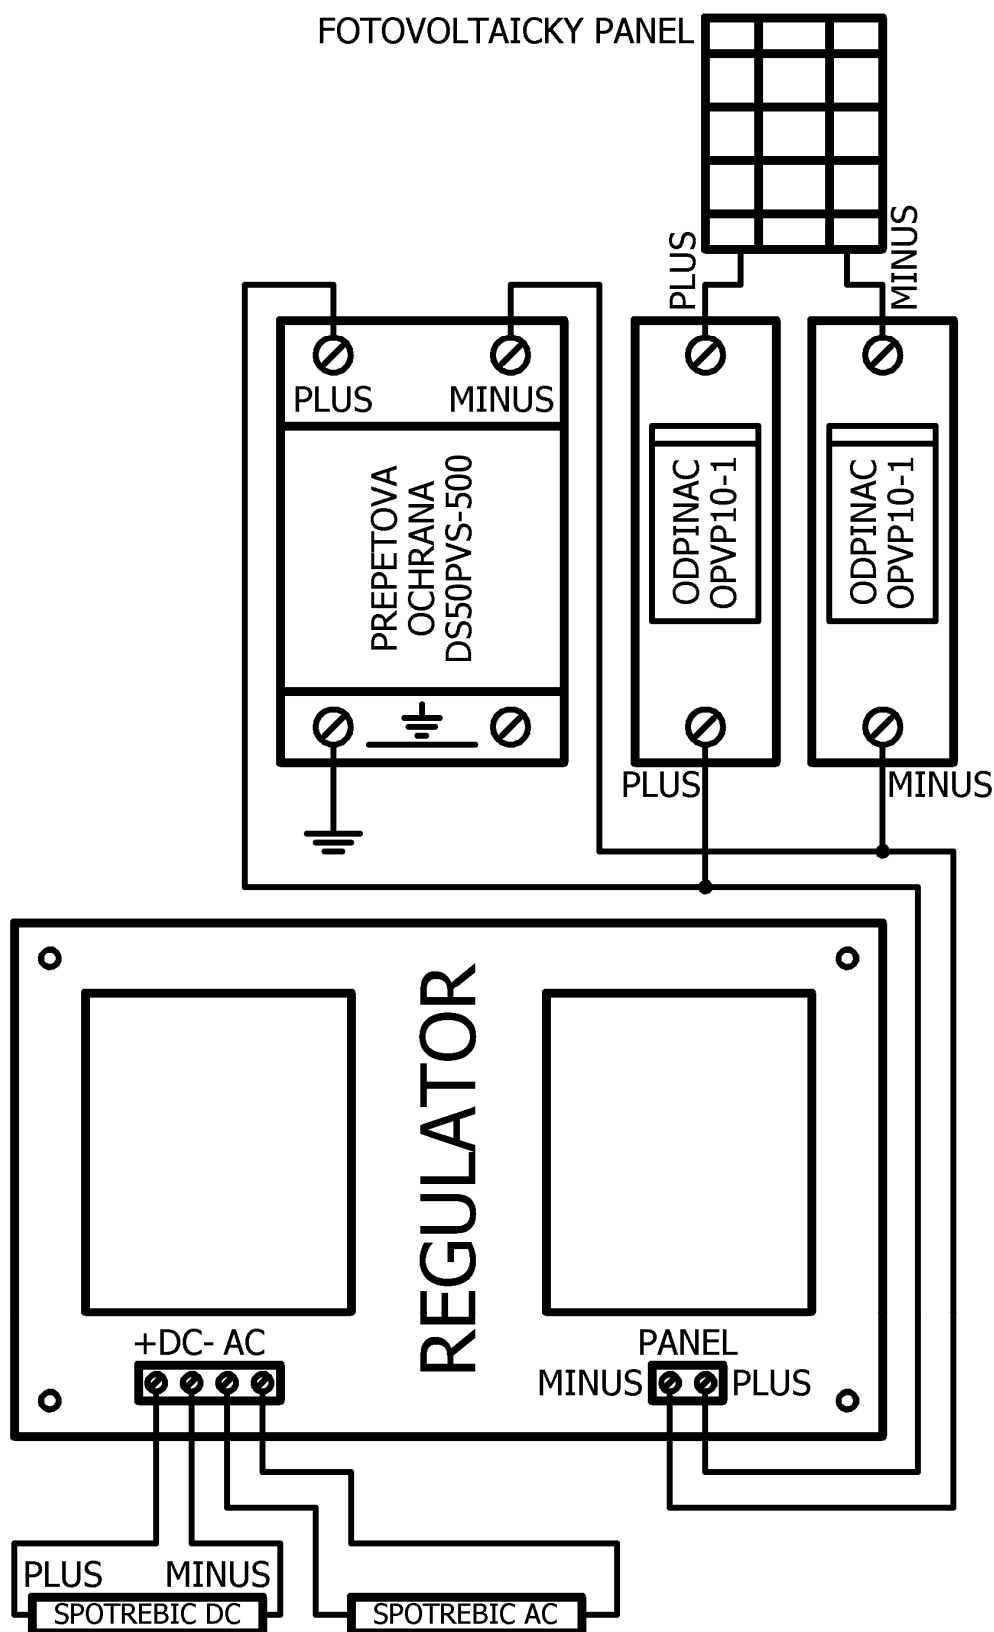 FOTOVOLTAICKY PANEL
PLUS
MINUS
PLUS
MINUS
PREPETOVA
OCHRANA
DS50PVS-500
ODPINAC
OPVP10-1
ODPINAC
OPVP10-1
PLUS
MINUS
REGULATOR
+DC- AC
PANEL
MINUS
PLUS
PLUS
MINUS
SPOTREBIC DC
SPOTREBIC AC